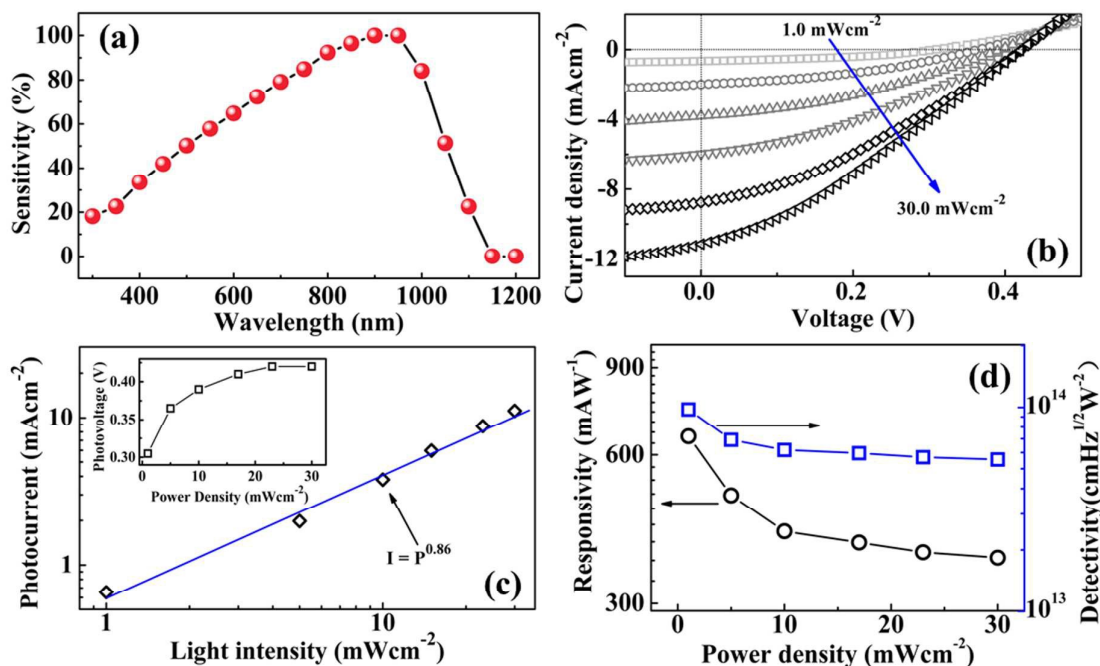 (a)
Sensitivity (%)
100
80
60
40
20
0
400
600
800
1000
1200
Wavelength (nm)
(b)
Current density (mAcm-2)
0
-4
-8
-12
0.0
0.2
0.4
Voltage (V)
1.0 mWcm-2
30.0 mWcm-2
(c)
Photocurrent (mAcm-2)
10
1
1
10
Light intensity (mWcm-2)
I = P0.86
Photovoltage (V)
0.40
0.35
0.30
0
10
20
30
Power Density (mWcm-2)
(d)
Responsivity (mAW-1)
900
600
300
0
10
20
30
Power density (mWcm-2)
1014
1013
Detectivity(cmHz1/2W-2)